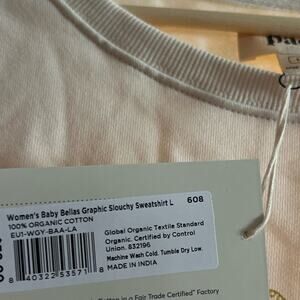 Women's Baby Bellas Graphic Slouchy Sweatshirt L
608
100% ORGANIC COTTON
EU1-WGY-BAA-LA
Global Organic Textile Standard
Organic. Certified by Control
Union. 832196
Machine Wash Cold. Tumble Dry Low.
MADE IN INDIA
8 40322 53571 8
Cotton in a Fair Trade Certified™ Factory